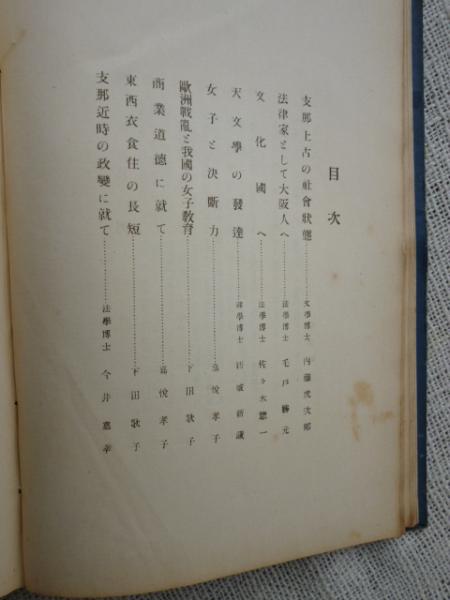 目次
支那上古の社會狀態………文學博士 內藤虎次郎
法律家として大阪人へ………法學博士 毛戶勝元
文化國へ………法學博士 佐々木惣一
天文學の發達………理學博士 新城新藏
女子と決斷力………嘉悅孝子
歐洲戰亂と我國の女子敎育………下田歌子
商業道德に就て………嘉悅孝子
東西衣食住の長短………下田歌子
支那近時の政變に就て………法學博士 今井嘉幸